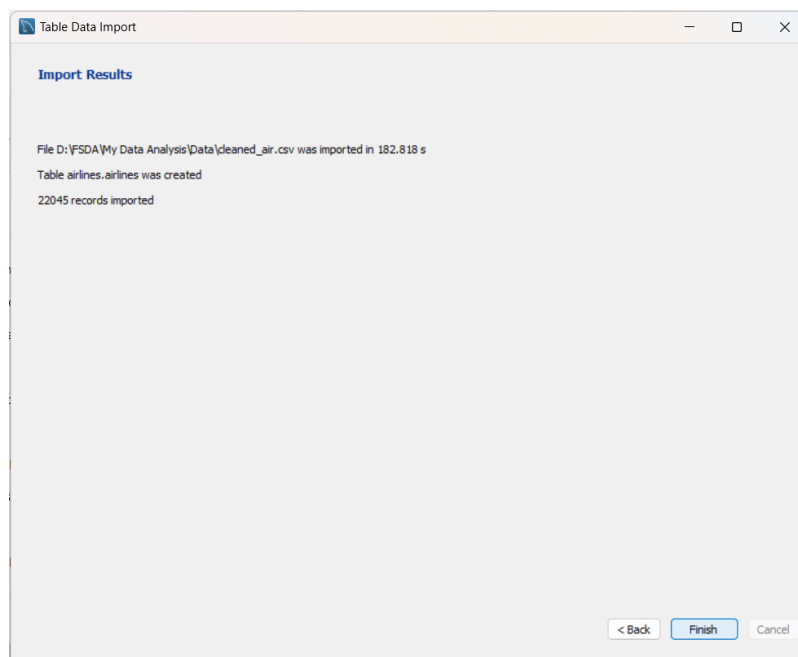 Table Data Import
Import Results
File D:\FSDA\My Data Analysis\Data\cleaned_air.csv was imported in 182.818 s
Table airlines.airlines was created
22045 records imported
< Back Finish Cancel